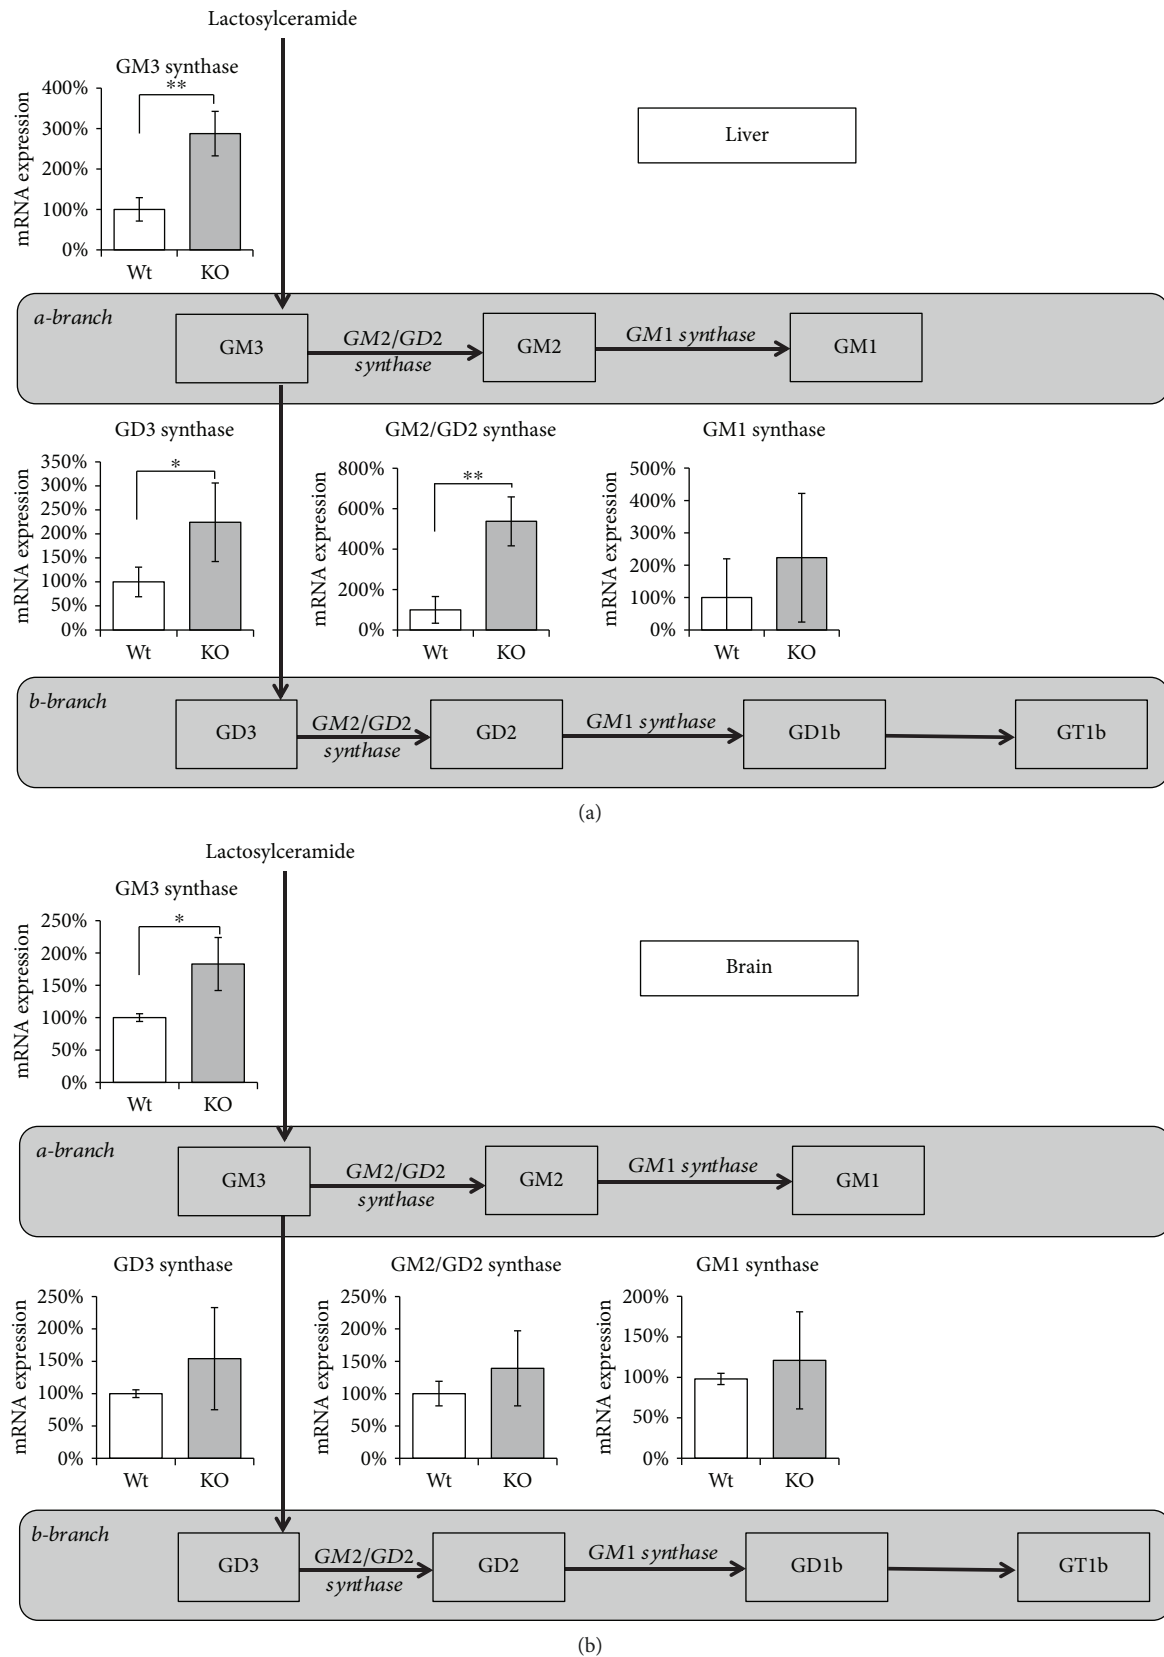 Lactosylceramide
GM3 synthase
mRNA expression
400%
300%
200%
100%
0%
**
Wt
KO
Liver
a-branch
GM3
GM2/GD2
synthase
GM2
GM1 synthase
GM1
GD3 synthase
mRNA expression
350%
300%
250%
200%
150%
100%
50%
0%
*
Wt
KO
GM2/GD2 synthase
mRNA expression
800%
600%
400%
200%
0%
**
Wt
KO
GM1 synthase
mRNA expression
500%
400%
300%
200%
100%
0%
Wt
KO
b-branch
GD3
GM2/GD2
synthase
GD2
GM1 synthase
GD1b
GT1b
(a)
Lactosylceramide
GM3 synthase
mRNA expression
250%
200%
150%
100%
50%
0%
*
Wt
KO
Brain
a-branch
GM3
GM2/GD2
synthase
GM2
GM1 synthase
GM1
GD3 synthase
mRNA expression
250%
200%
150%
100%
50%
0%
Wt
KO
GM2/GD2 synthase
mRNA expression
250%
200%
150%
100%
50%
0%
Wt
KO
GM1 synthase
mRNA expression
200%
150%
100%
50%
0%
Wt
KO
b-branch
GD3
GM2/GD2
synthase
GD2
GM1 synthase
GD1b
GT1b
(b)